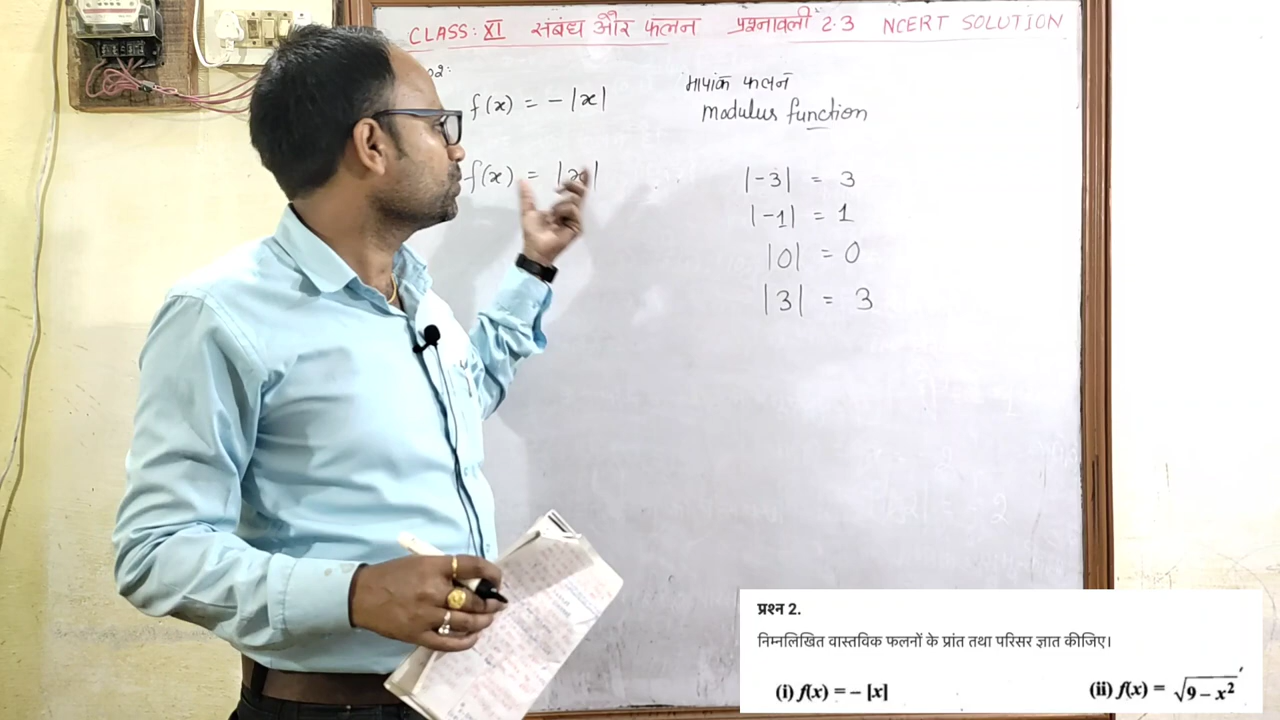 CLASS: XI संबंध और फलन प्रश्नावली 2.3 NCERT SOLUTION
02:
f(x) = -|x|
f(x) = |x|
मापांक फलन
Modulus function
|-3| = 3
|-1| = 1
|0| = 0
|3| = 3
प्रश्न 2.
निम्नलिखित वास्तविक फलनों के प्रांत तथा परिसर ज्ञात कीजिए।
(i) f(x) = – [x]
(ii) f(x) = √9 – x²